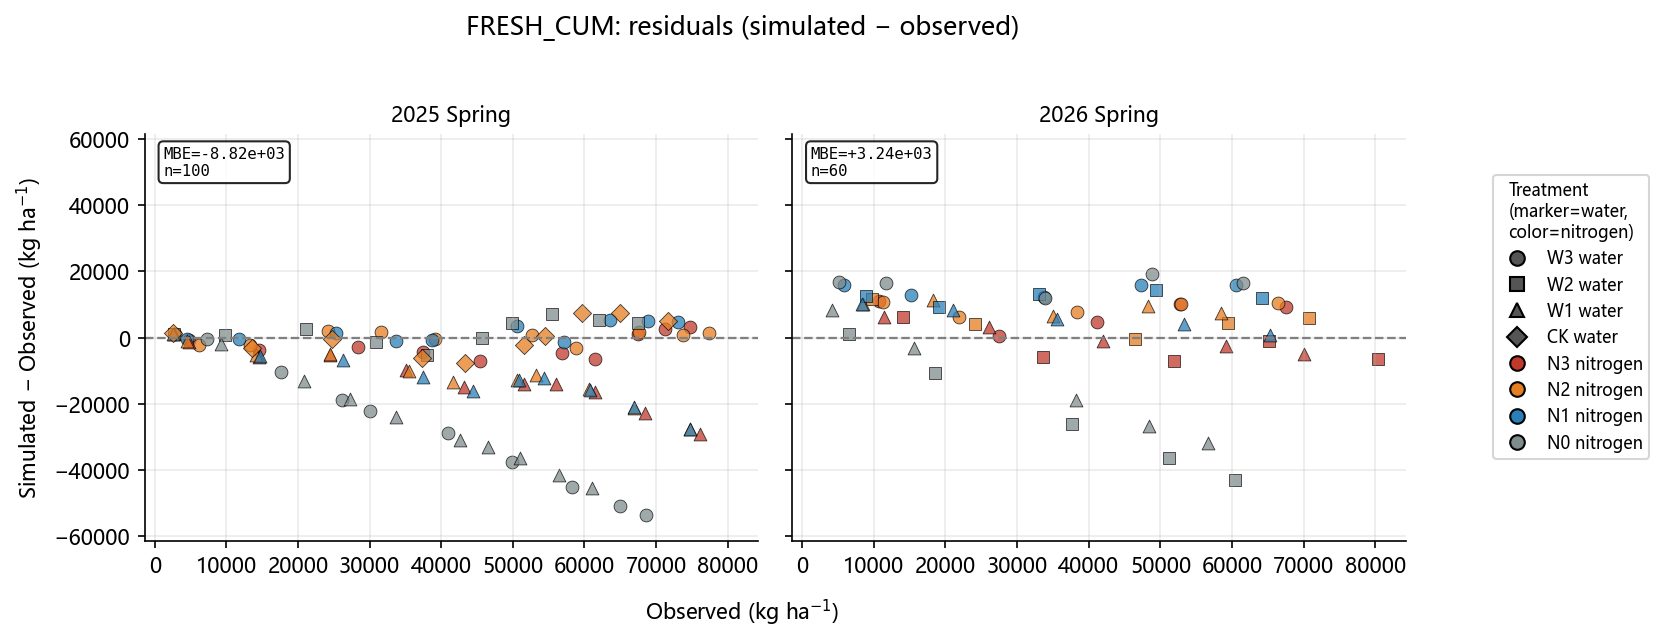 FRESH_CUM: residuals (simulated − observed)
2025 Spring
2026 Spring
Simulated − Observed (kg ha⁻¹)
60000
40000
20000
0
−20000
−40000
−60000
MBE=-8.82e+03
n=100
MBE=+3.24e+03
n=60
0 10000 20000 30000 40000 50000 60000 70000 80000
0 10000 20000 30000 40000 50000 60000 70000 80000
Observed (kg ha⁻¹)
Treatment
(marker=water,
color=nitrogen)
W3 water
W2 water
W1 water
CK water
N3 nitrogen
N2 nitrogen
N1 nitrogen
N0 nitrogen